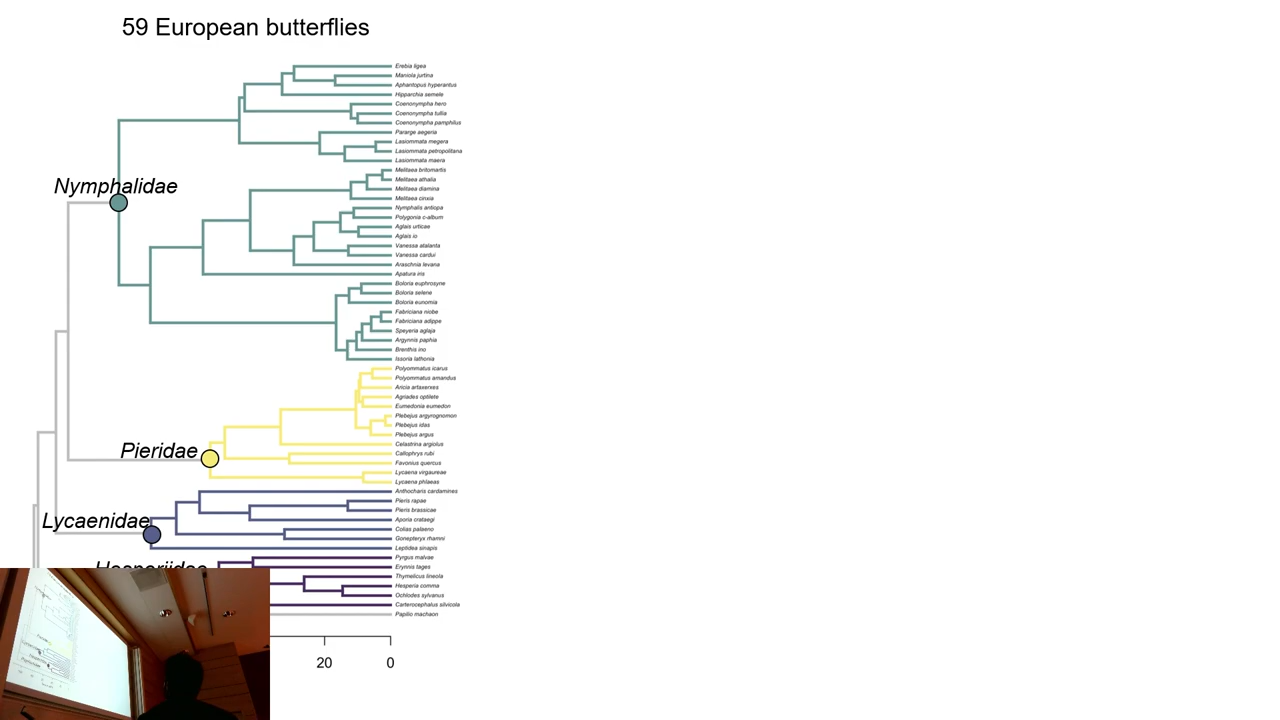 59 European butterflies
Erebia ligea
Maniola jurtina
Aphantopus hyperantus
Hipparchia semele
Coenonympha hero
Coenonympha tullia
Coenonympha pamphilus
Pararge aegeria
Lasiommata megera
Lasiommata petropolitana
Lasiommata maera
Melitaea britomartis
Melitaea athalia
Nymphalidae
Melitaea diamina
Melitaea cinxia
Nymphalis antiopa
Polygonia c-album
Aglais urticae
Aglais io
Vanessa atalanta
Vanessa cardui
Araschnia levana
Apatura iris
Boloria euphrosyne
Boloria selene
Boloria eunomia
Fabriciana niobe
Fabriciana adippe
Speyeria aglaja
Argynnis paphia
Brenthis ino
Issoria lathonia
Polyommatus icarus
Polyommatus amandus
Aricia artaxerxes
Agriades optilete
Eumedonia eumedon
Plebejus argyrognomon
Plebejus idas
Plebejus argus
Celastrina argiolus
Pieridae
Callophrys rubi
Favonius quercus
Lycaena virgaureae
Lycaena phlaeas
Anthocharis cardamines
Pieris rapae
Pieris brassicae
Aporia crataegi
Lycaenidae
Colias palaeno
Gonepteryx rhamni
Leptidea sinapis
Pyrgus malvae
Hesperiidae
Erynnis tages
Thymelicus lineola
Hesperia comma
Ochlodes sylvanus
Carterocephalus silvicola
Papilio machaon
20 0